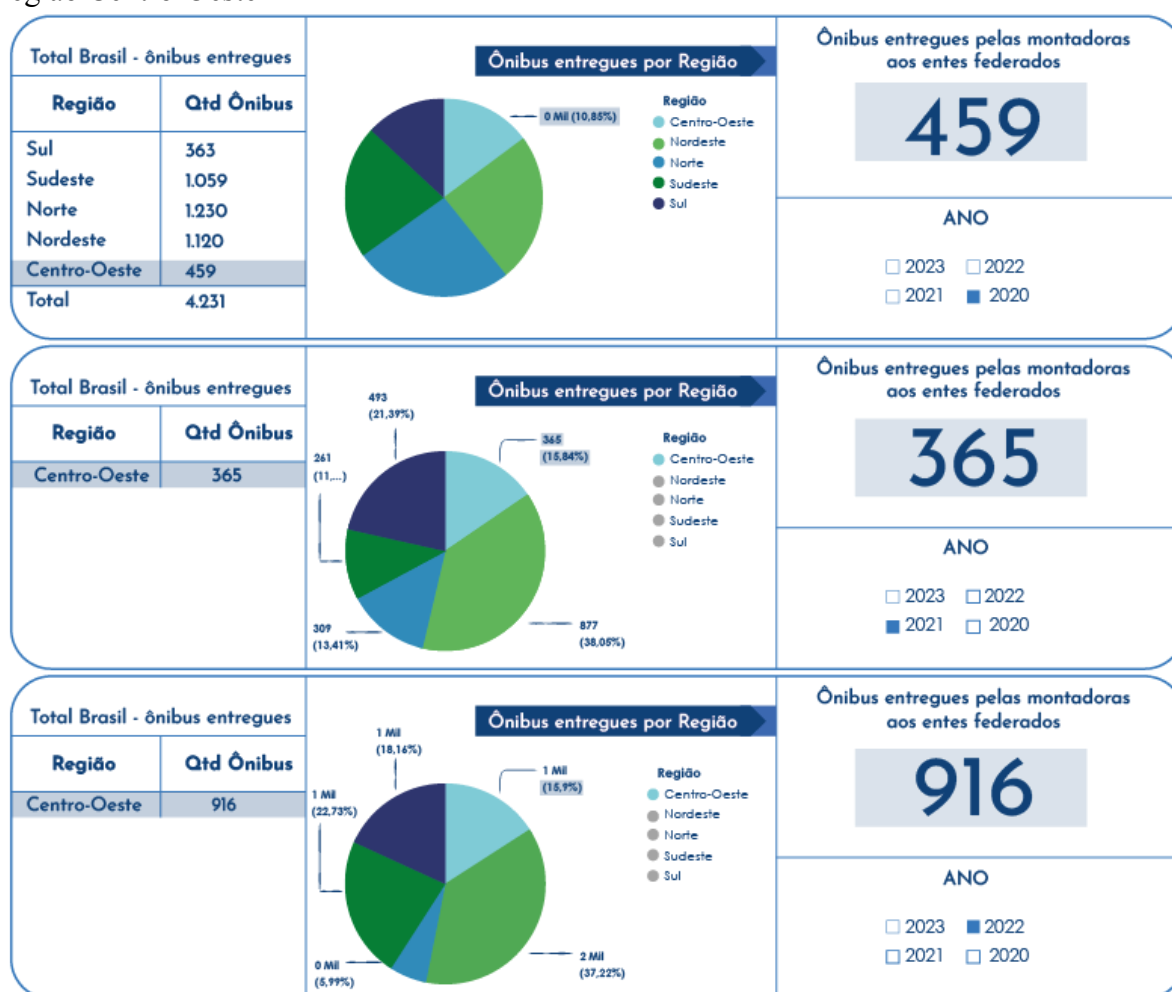 Total Brasil - ônibus entregues
Região Qtd Ônibus
Sul 363
Sudeste 1.059
Norte 1.230
Nordeste 1.120
Centro-Oeste 459
Total 4.231
Ônibus entregues por Região
0 Mil (10,85%)
Região
Centro-Oeste
Nordeste
Norte
Sudeste
Sul
Ônibus entregues pelas montadoras
aos entes federados
459
ANO
2023 2022
2021 2020
Total Brasil - ônibus entregues
Região Qtd Ônibus
Centro-Oeste 365
Ônibus entregues por Região
493
(21,39%)
365
(15,84%)
261
(11,...)
309
(13,41%)
877
(38,05%)
Região
Centro-Oeste
Nordeste
Norte
Sudeste
Sul
Ônibus entregues pelas montadoras
aos entes federados
365
ANO
2023 2022
2021 2020
Total Brasil - ônibus entregues
Região Qtd Ônibus
Centro-Oeste 916
Ônibus entregues por Região
1 Mil
(18,16%)
1 Mil
(15,9%)
1 Mil
(22,73%)
0 Mil
(5,99%)
2 Mil
(37,22%)
Região
Centro-Oeste
Nordeste
Norte
Sudeste
Sul
Ônibus entregues pelas montadoras
aos entes federados
916
ANO
2023 2022
2021 2020